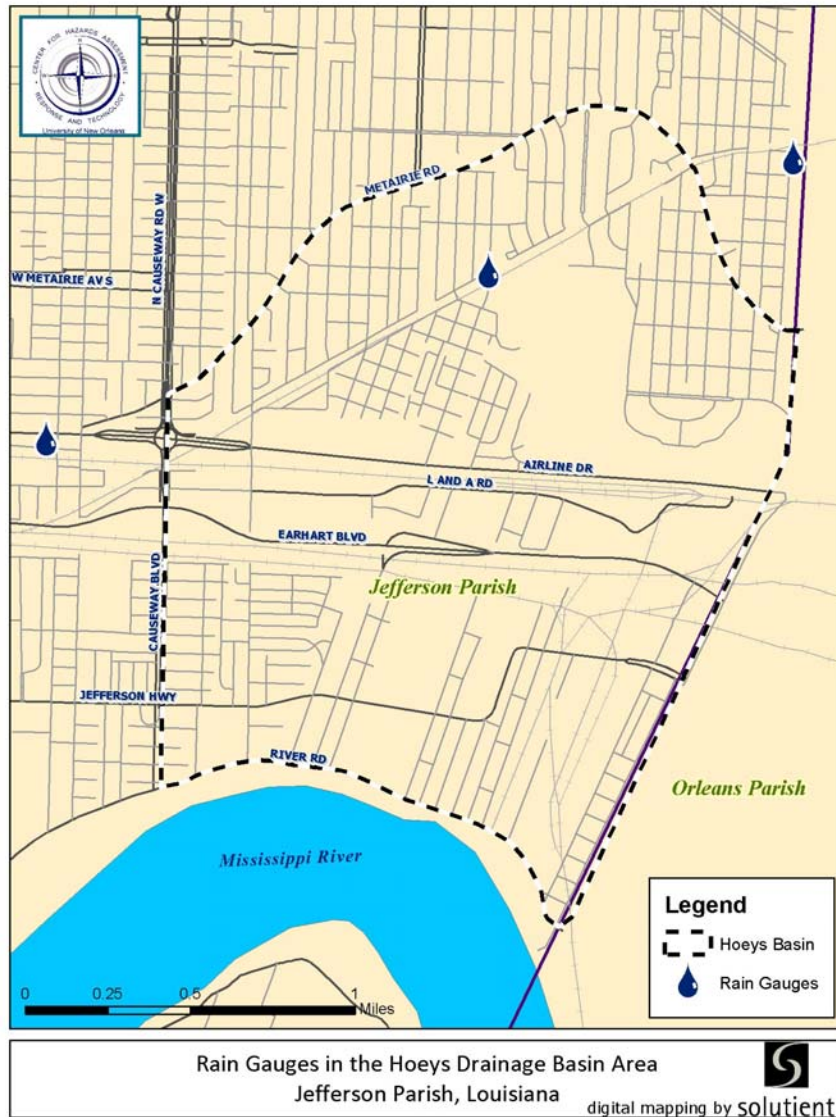 CENTER FOR HAZARDS ASSESSMENT
RESPONSE AND TECHNOLOGY
University of New Orleans
METAIRIE RD
N CAUSEWAY RD W
W METAIRIE AV S
AIRLINE DR
L AND A RD
EARHART BLVD
Jefferson Parish
CAUSEWAY BLVD
JEFFERSON HWY
RIVER RD
Orleans Parish
Mississippi River
Legend
Hoeys Basin
Rain Gauges
0 0.25 0.5 1
Miles
Rain Gauges in the Hoeys Drainage Basin Area
Jefferson Parish, Louisiana
digital mapping by solutient